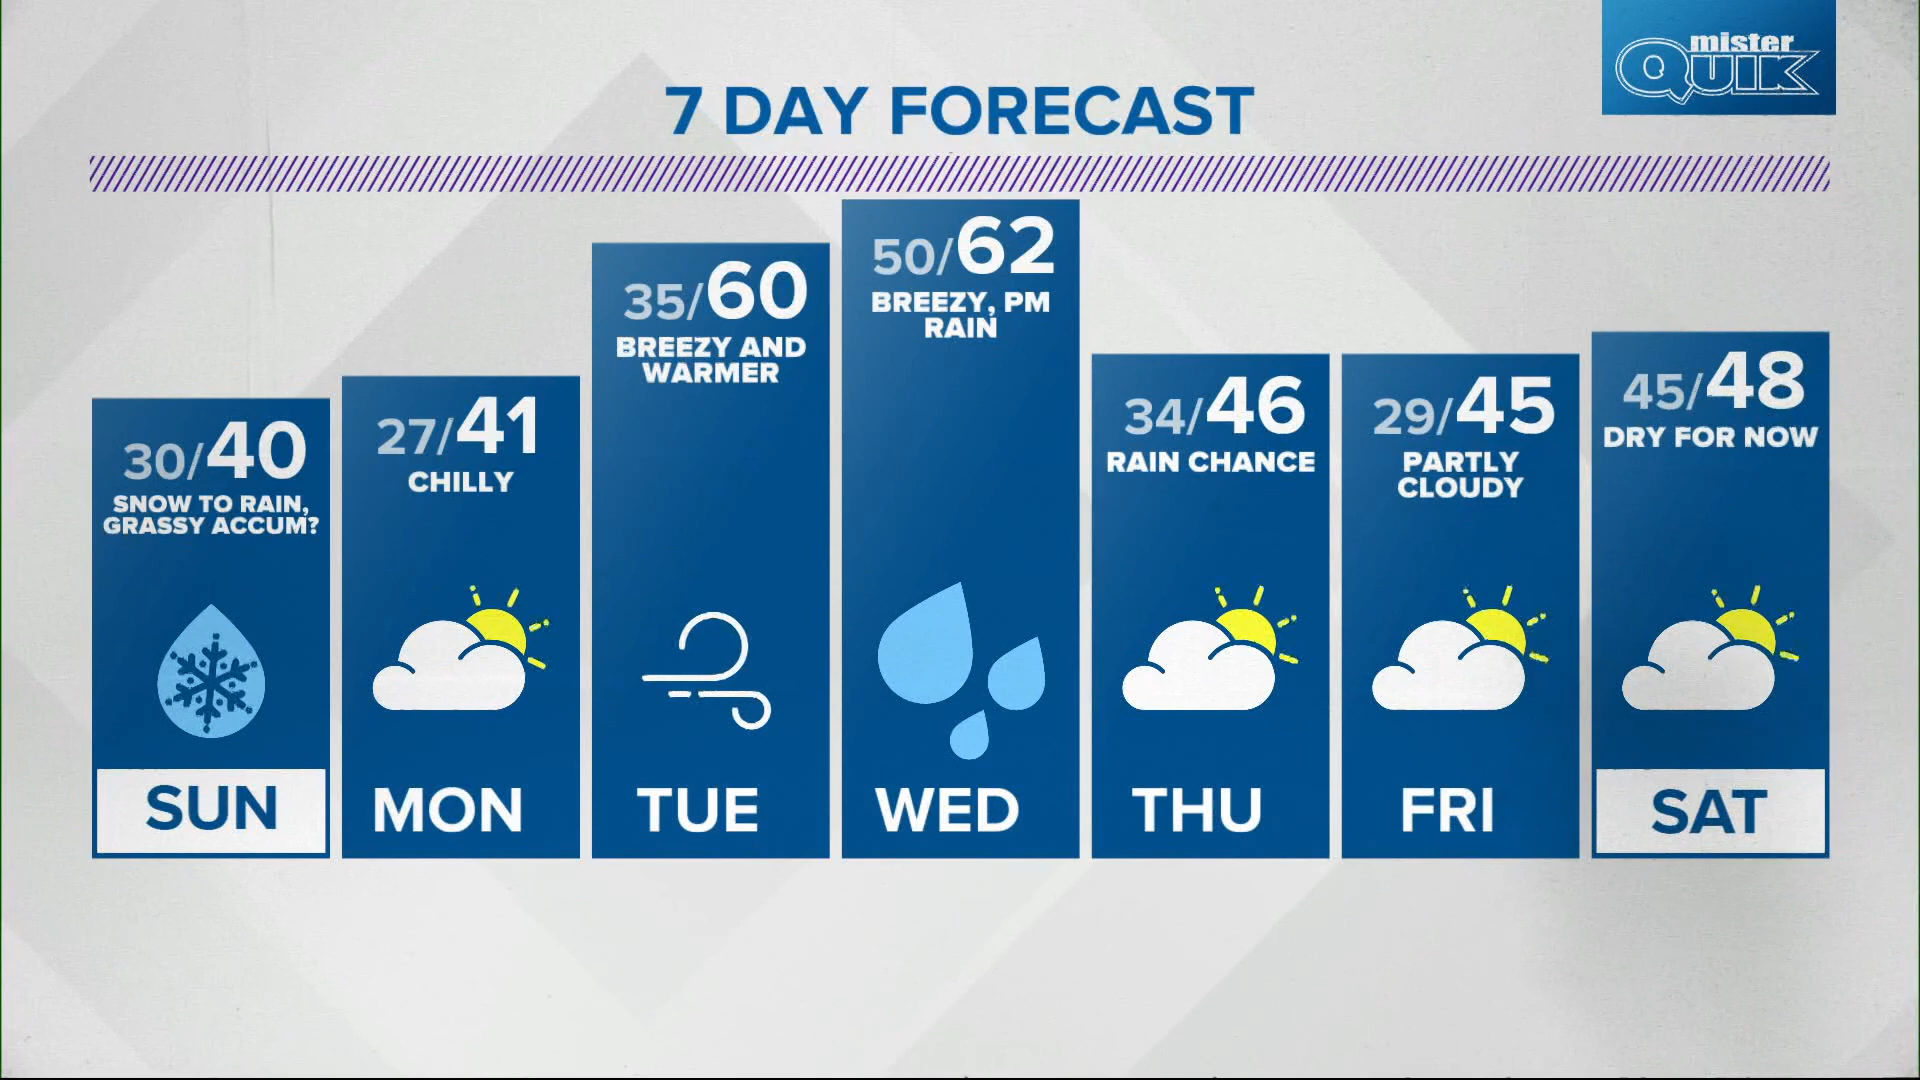 mister
QUIK
7 DAY FORECAST
30/40
SNOW TO RAIN,
GRASSY ACCUM?
SUN
27/41
CHILLY
MON
35/60
BREEZY AND
WARMER
TUE
50/62
BREEZY, PM
RAIN
WED
34/46
RAIN CHANCE
THU
29/45
PARTLY
CLOUDY
FRI
45/48
DRY FOR NOW
SAT